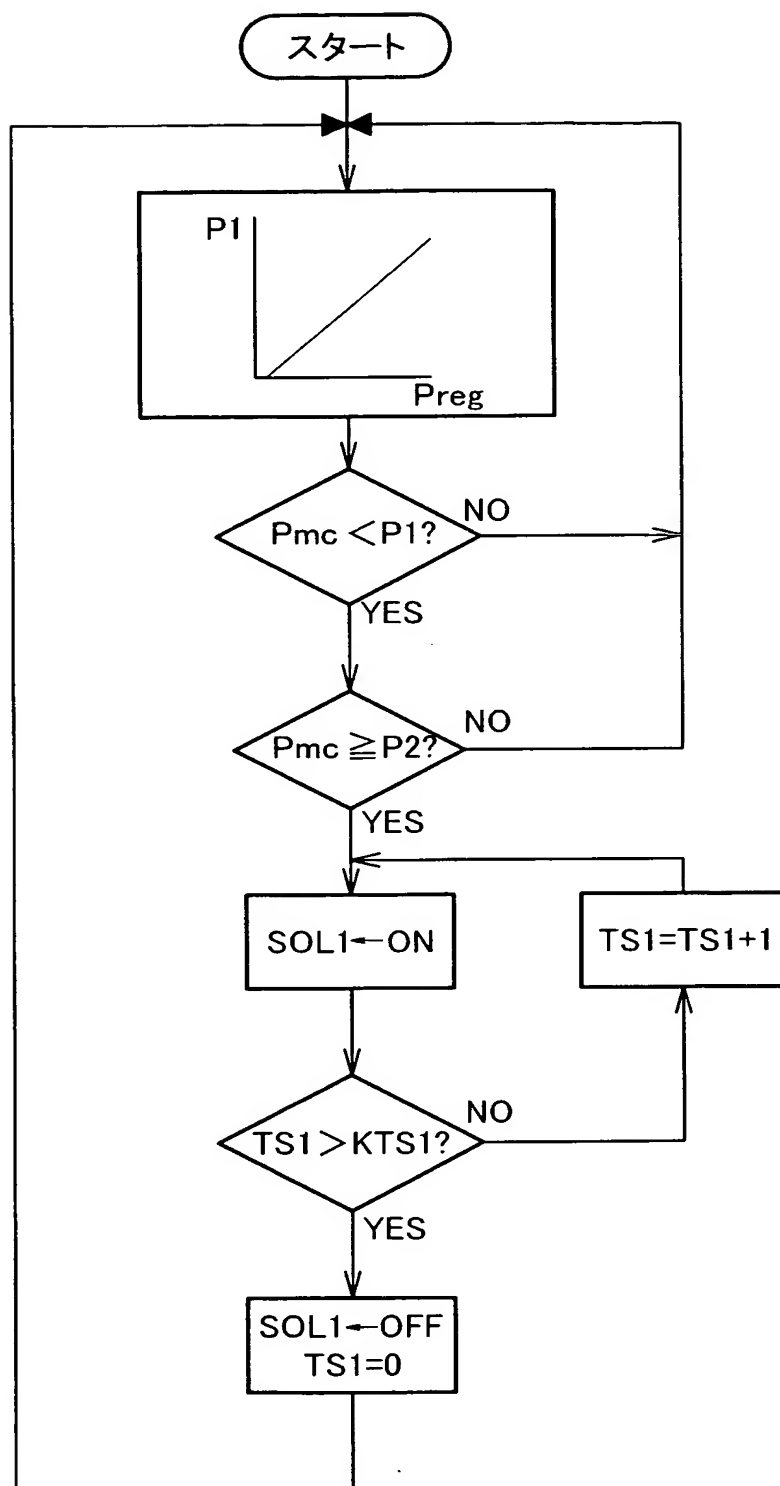 スタート
P1
Preg
Pmc<P1?
NO
YES
Pmc≧P2?
NO
YES
SOL1←ON
TS1=TS1+1
TS1>KTS1?
NO
YES
SOL1←OFF
TS1=0